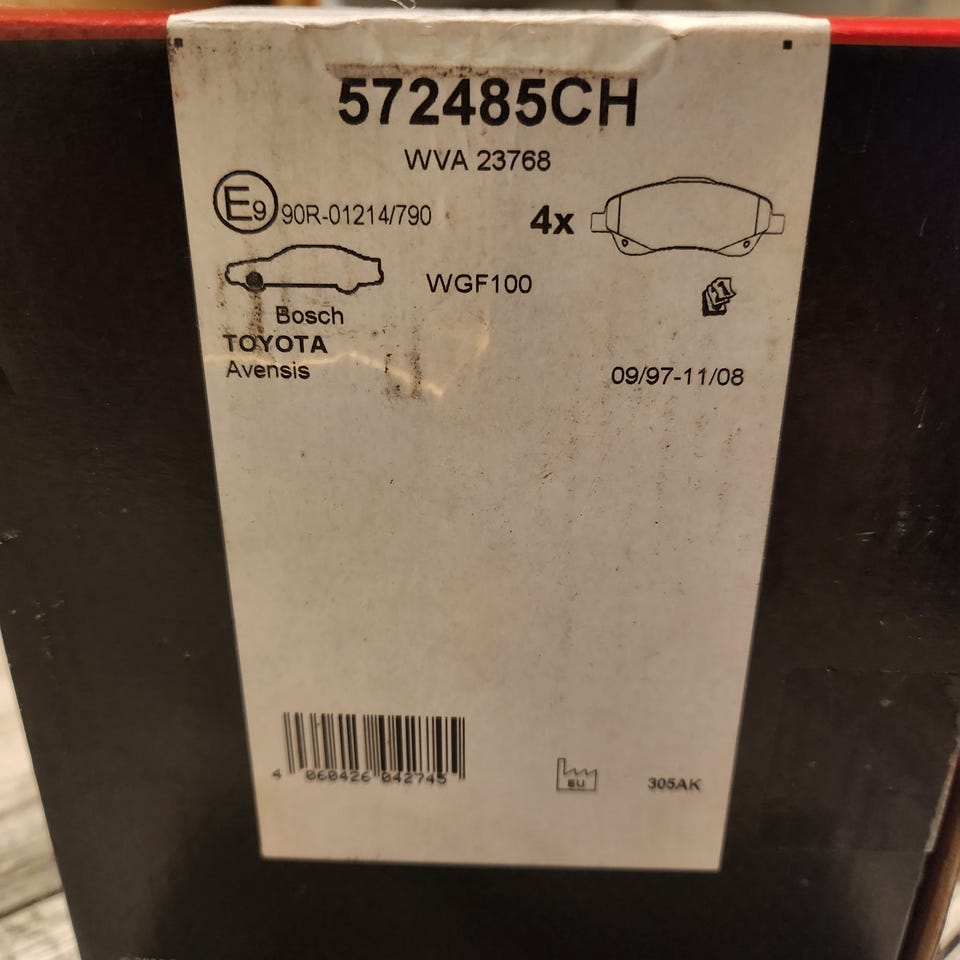 572485CH
WVA 23768
E9 90R-01214/790
4x
WGF100
Bosch
TOYOTA
Avensis 09/97-11/08
4 060426 042745
EU
305AK